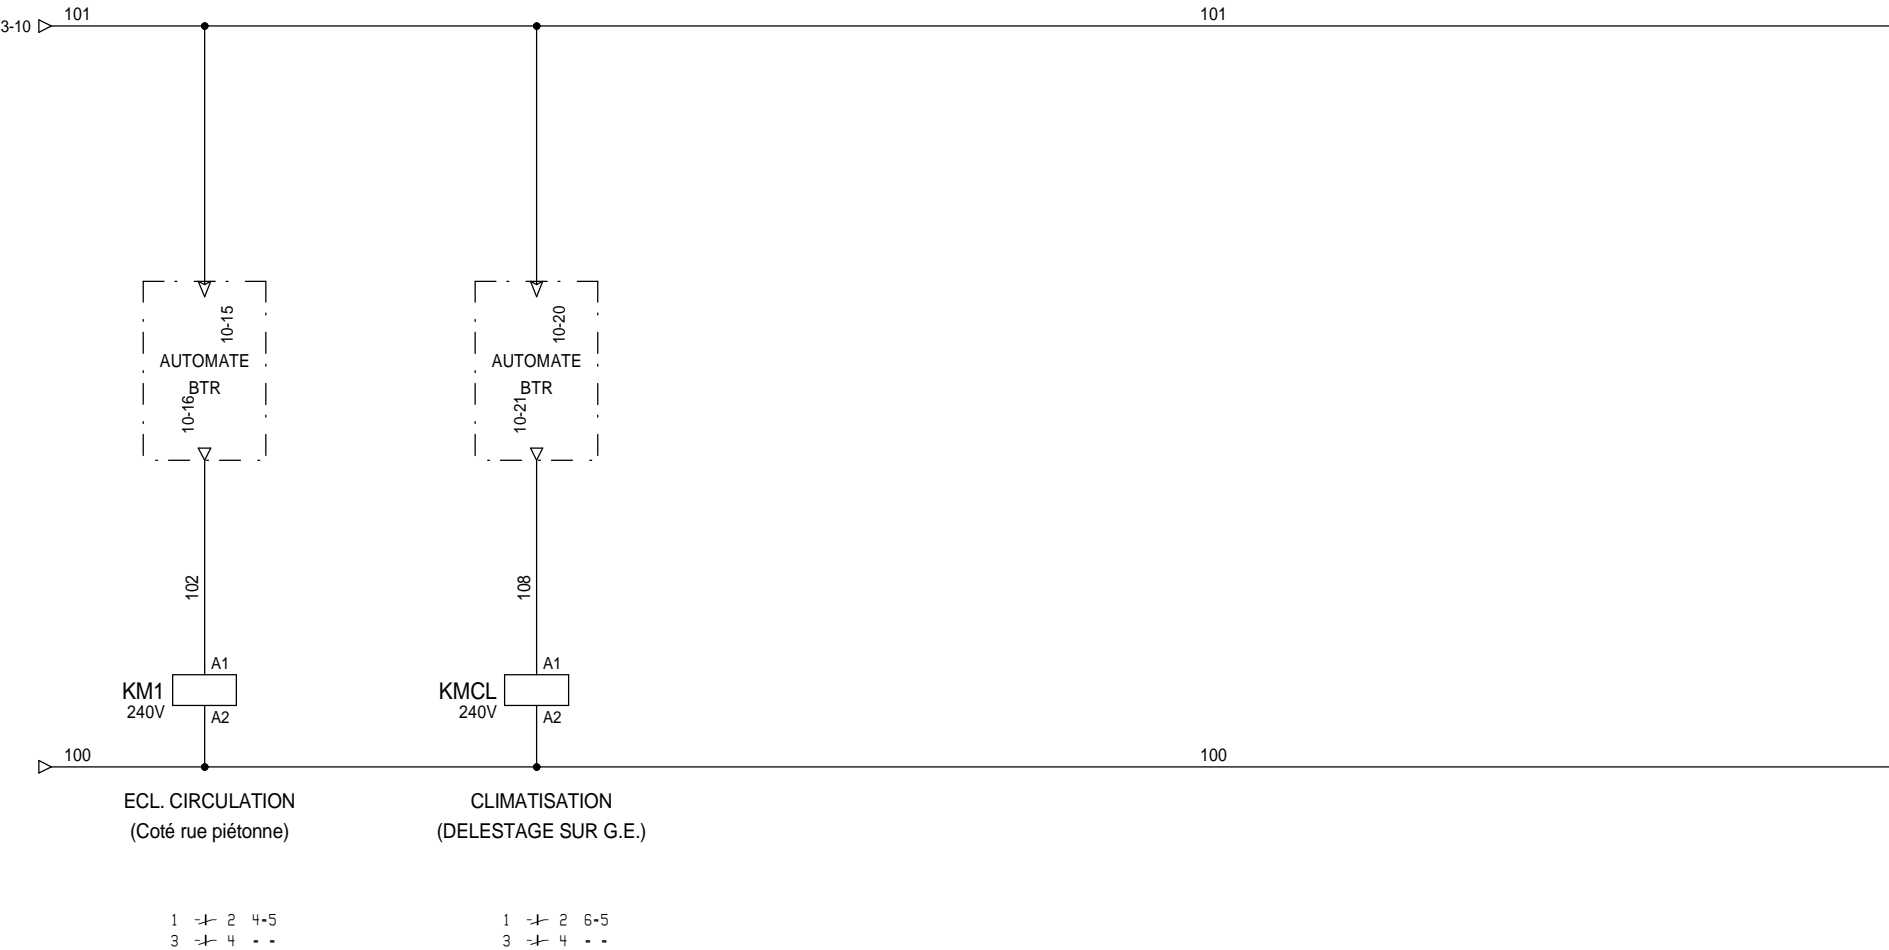 101 101
3-10
10-15 10-20
AUTOMATE AUTOMATE
BTR BTR
10-16 10-21
102 108
A1 A1
KM1 KMCL
240V 240V
A2 A2
100 100
ECL. CIRCULATION CLIMATISATION
(Coté rue piétonne) (DELESTAGE SUR G.E.)
1 2 4-5 1 2 6-5
3 4 - - 3 4 - -